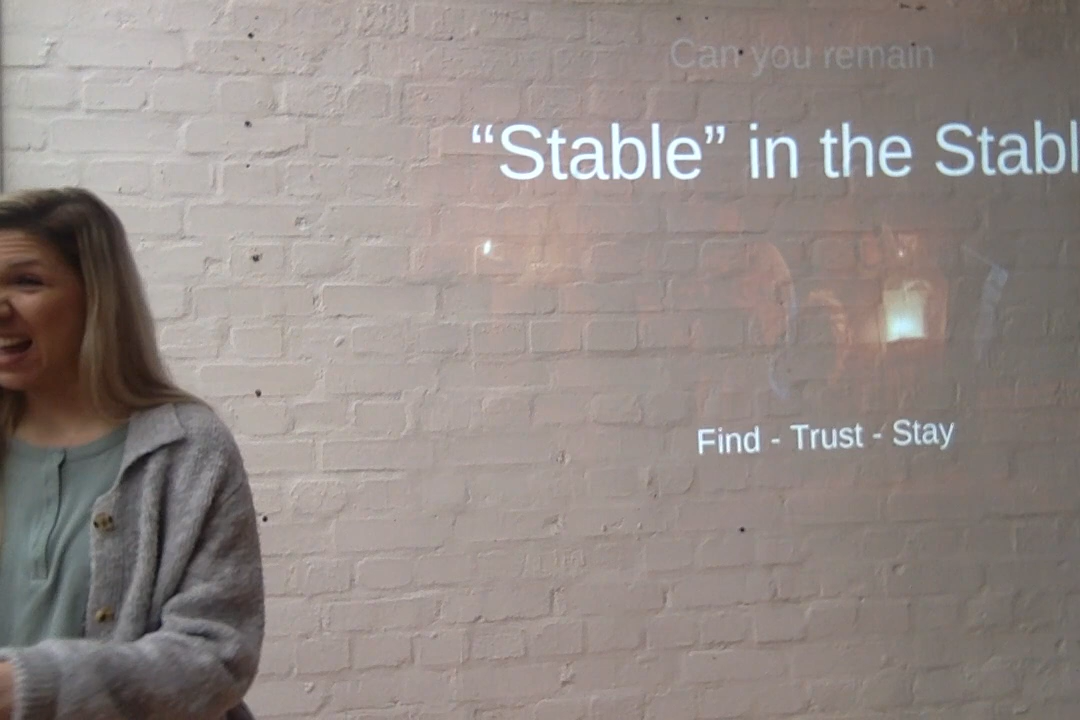 Can you remain
“Stable” in the Stabl
Find - Trust - Stay